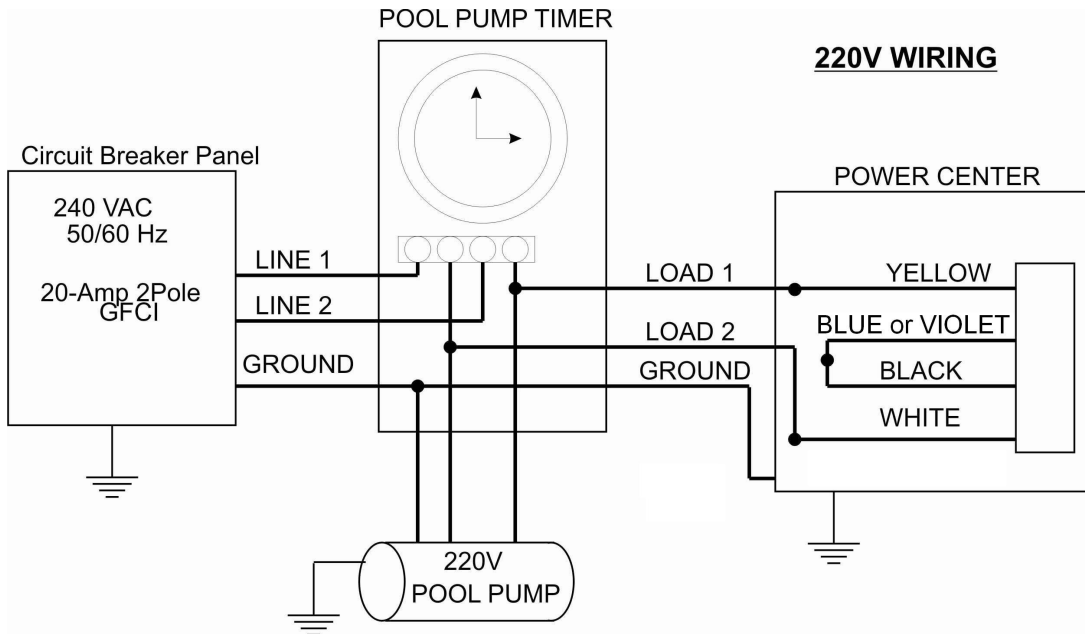 POOL PUMP TIMER
220V WIRING
Circuit Breaker Panel
240 VAC
50/60 Hz
20-Amp 2Pole
GFCI
LINE 1
LINE 2
GROUND
POWER CENTER
LOAD 1
YELLOW
BLUE or VIOLET
LOAD 2
GROUND
BLACK
WHITE
220V
POOL PUMP